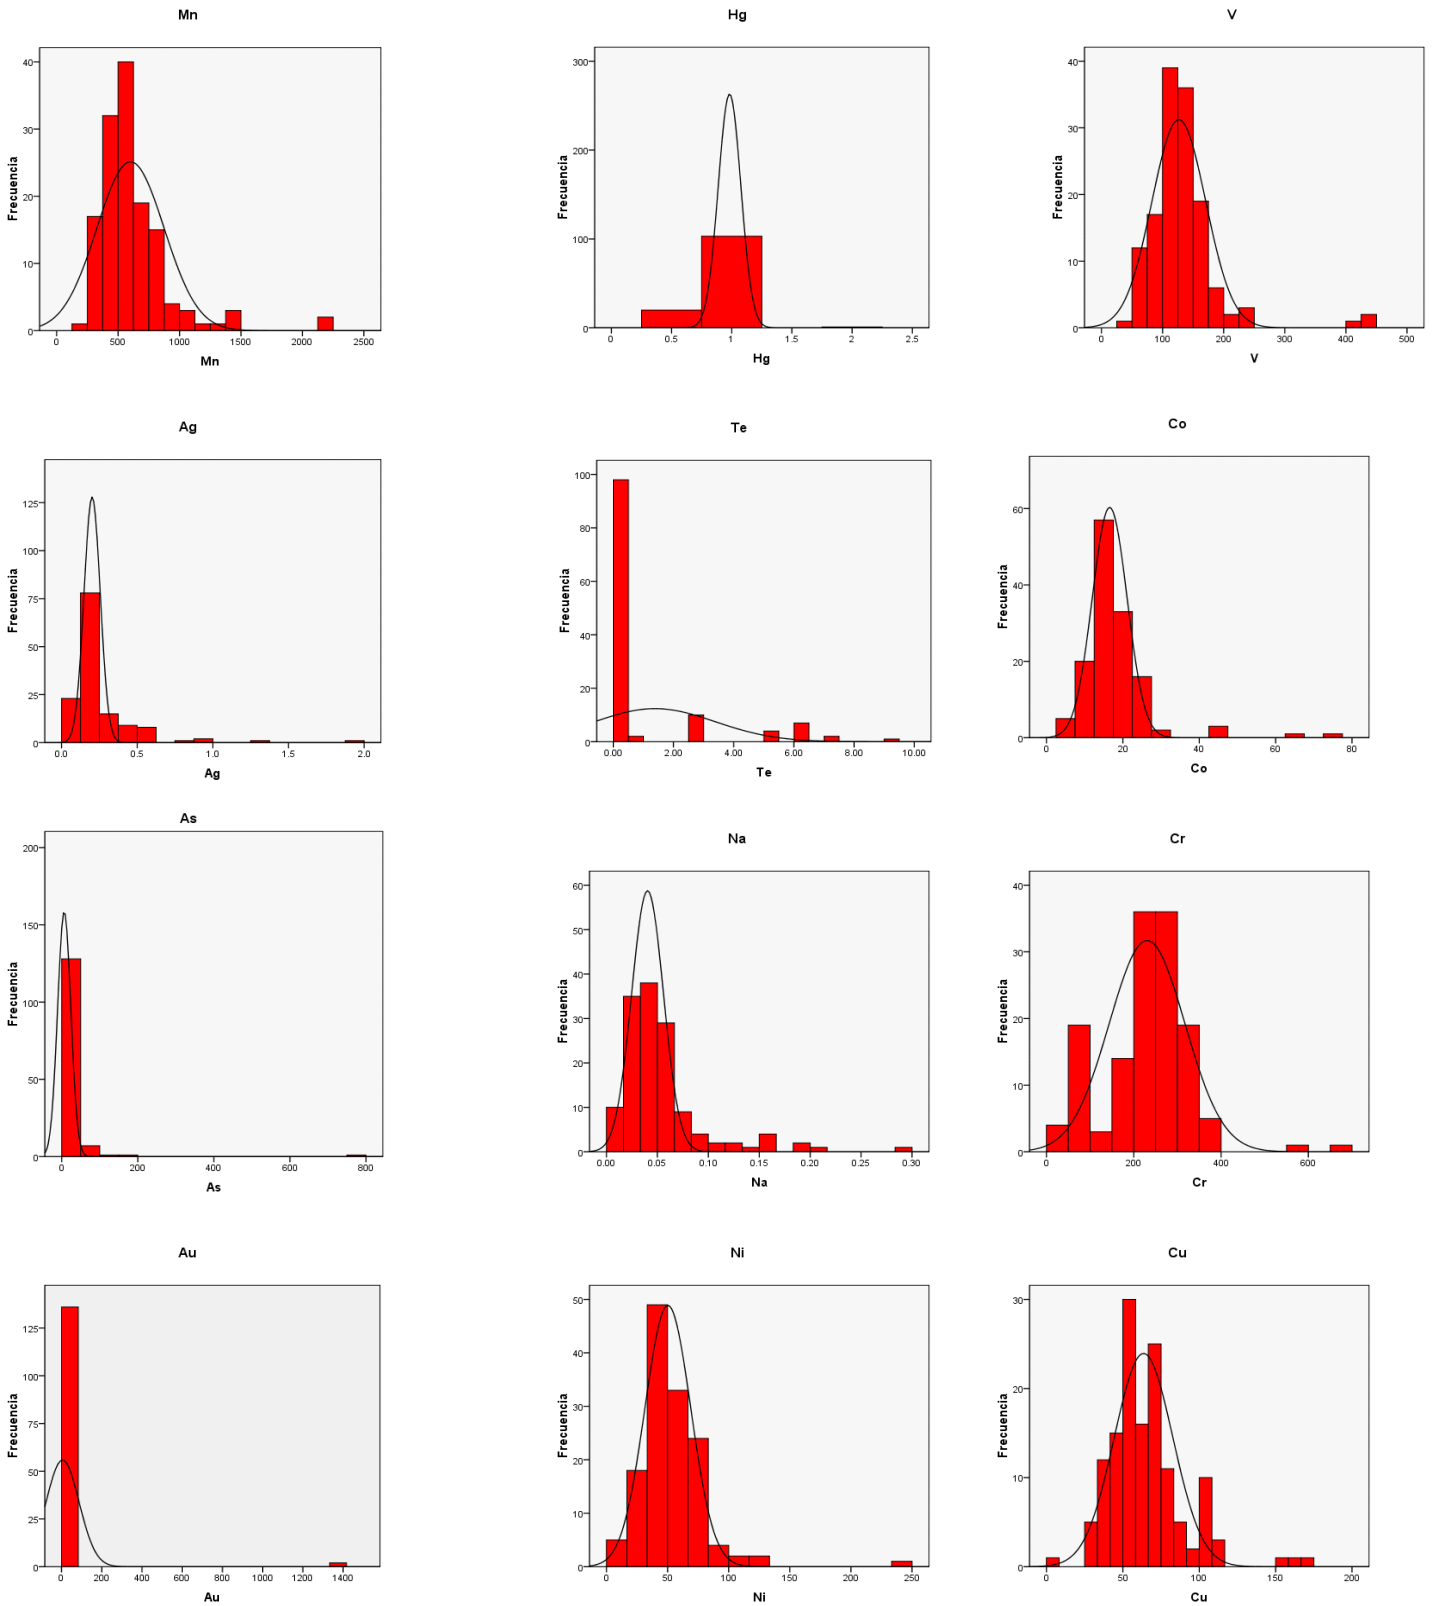 Mn
Hg
V
40
30
20
10
0
Frecuencia
0 500 1000 1500 2000 2500
Mn
300
200
100
0
Frecuencia
0 0.5 1 1.5 2 2.5
Hg
40
30
20
10
0
Frecuencia
0 100 200 300 400 500
V
Ag
Te
Co
125
100
75
50
25
0
Frecuencia
0.0 0.5 1.0 1.5 2.0
Ag
100
80
60
40
20
0
Frecuencia
0.00 2.00 4.00 6.00 8.00 10.00
Te
60
40
20
0
Frecuencia
0 20 40 60 80
Co
As
Na
Cr
200
150
100
50
0
Frecuencia
0 200 400 600 800
As
60
50
40
30
20
10
0
Frecuencia
0.00 0.05 0.10 0.15 0.20 0.25 0.30
Na
40
30
20
10
0
Frecuencia
0 200 400 600
Cr
Au
Ni
Cu
125
100
75
50
25
0
Frecuencia
0 200 400 600 800 1000 1200 1400
Au
50
40
30
20
10
0
Frecuencia
0 50 100 150 200 250
Ni
30
20
10
0
Frecuencia
0 50 100 150 200
Cu